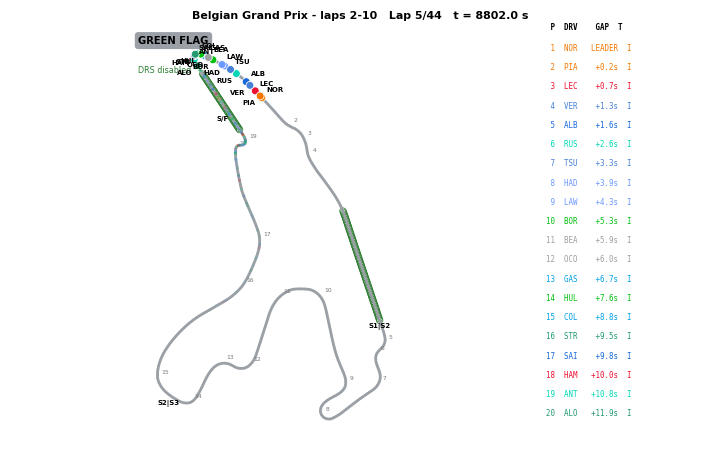 Belgian Grand Prix - laps 2-10   Lap 5/44   t = 8802.0 s
GREEN FLAG
DRS disabled
P DRV GAP T
1 NOR LEADER I
2 PIA +0.2s I
3 LEC +0.7s I
4 VER +1.3s I
5 ALB +1.6s I
6 RUS +2.6s I
7 TSU +3.3s I
8 HAD +3.9s I
9 LAW +4.3s I
10 BOR +5.3s I
11 BEA +5.9s I
12 OCO +6.0s I
13 GAS +6.7s I
14 HUL +7.6s I
15 COL +8.8s I
16 STR +9.5s I
17 SAI +9.8s I
18 HAM +10.0s I
19 ANT +10.8s I
20 ALO +11.9s I
BEA
LAW
TSU
ALB
LEC
NOR
PIA
VER
RUS
HAD
BOR
ALO
S/F
19
2
3
4
17
16
S1|S2
5
6
7
8
9
10
11
12
13
14
15
S2|S3